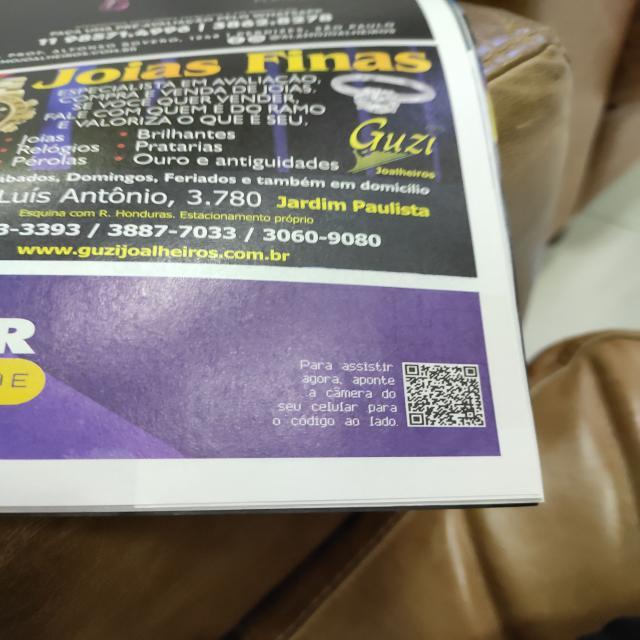 Joias Finas
ESPECIALISTA EM AVALIAÇÃO,
E VENDA DE JOIAS.
SE VOCÊ QUER VENDER,
FALE COM QUEM É DO RAMO
E VALORIZA O QUE É SEU.
Joias
Relógios
Pérolas
• Brilhantes
• Pratarias
• Ouro e antiguidades
Guzi
Joalheiros
Sábados, Domingos, Feriados e também em domicílio
Luís Antônio, 3.780 Jardim Paulista
Esquina com R. Honduras. Estacionamento próprio
3-3393 / 3887-7033 / 3060-9080
www.guzijoalheiros.com.br
R
DE
Para assistir
agora, aponte
a câmera do
seu celular para
o código ao lado.